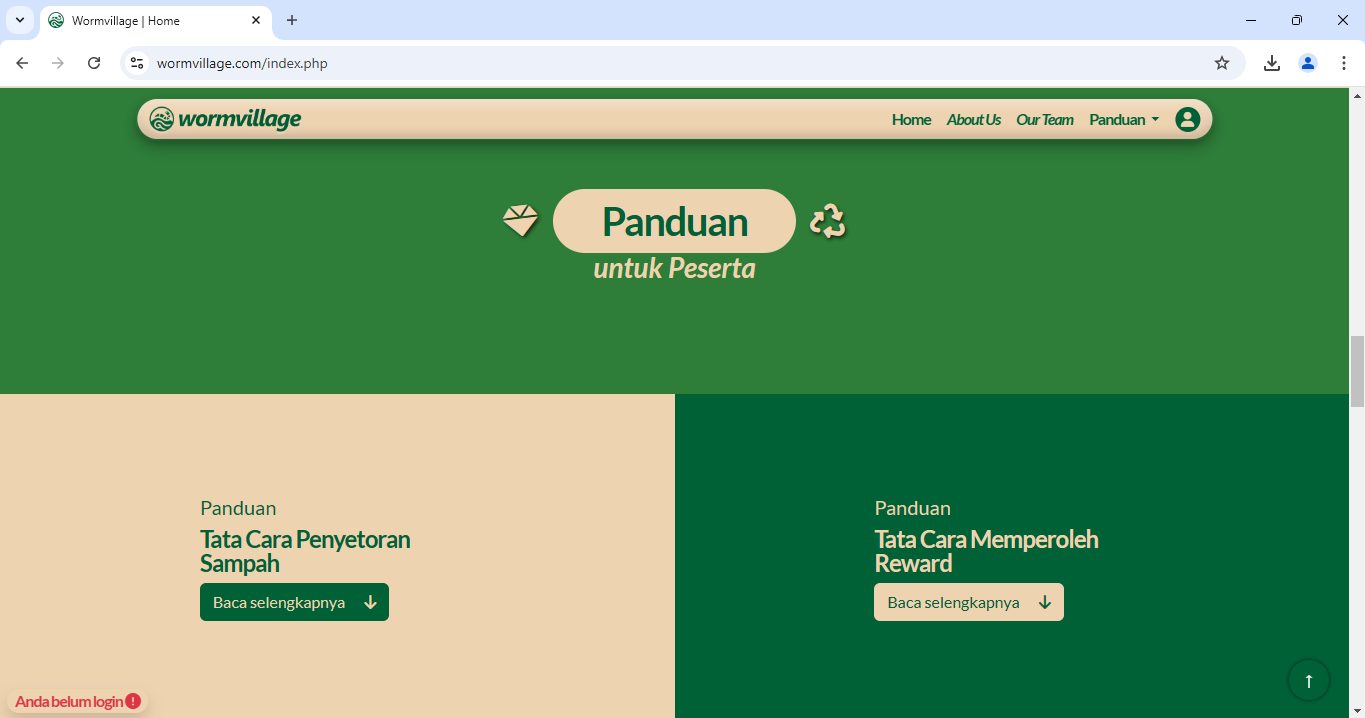 Wormvillage | Home
wormvillage.com/index.php
wormvillage
Home About Us Our Team Panduan
Panduan
untuk Peserta
Panduan
Tata Cara Penyetoran
Sampah
Baca selengkapnya
Panduan
Tata Cara Memperoleh
Reward
Baca selengkapnya
Anda belum login